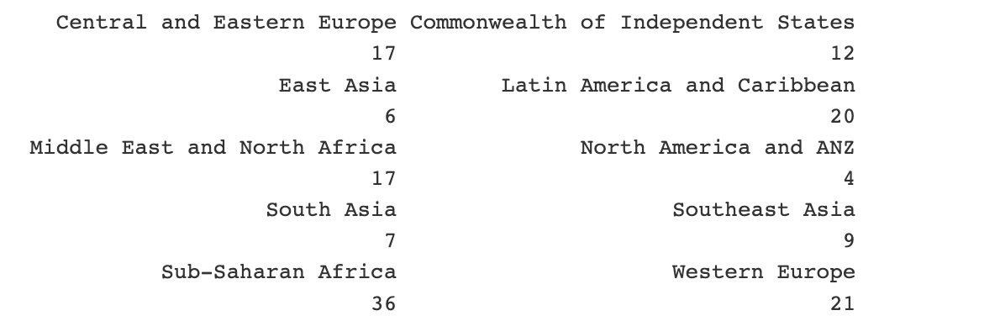 Central and Eastern Europe Commonwealth of Independent States
17 12
East Asia Latin America and Caribbean
6 20
Middle East and North Africa North America and ANZ
17 4
South Asia Southeast Asia
7 9
Sub-Saharan Africa Western Europe
36 21